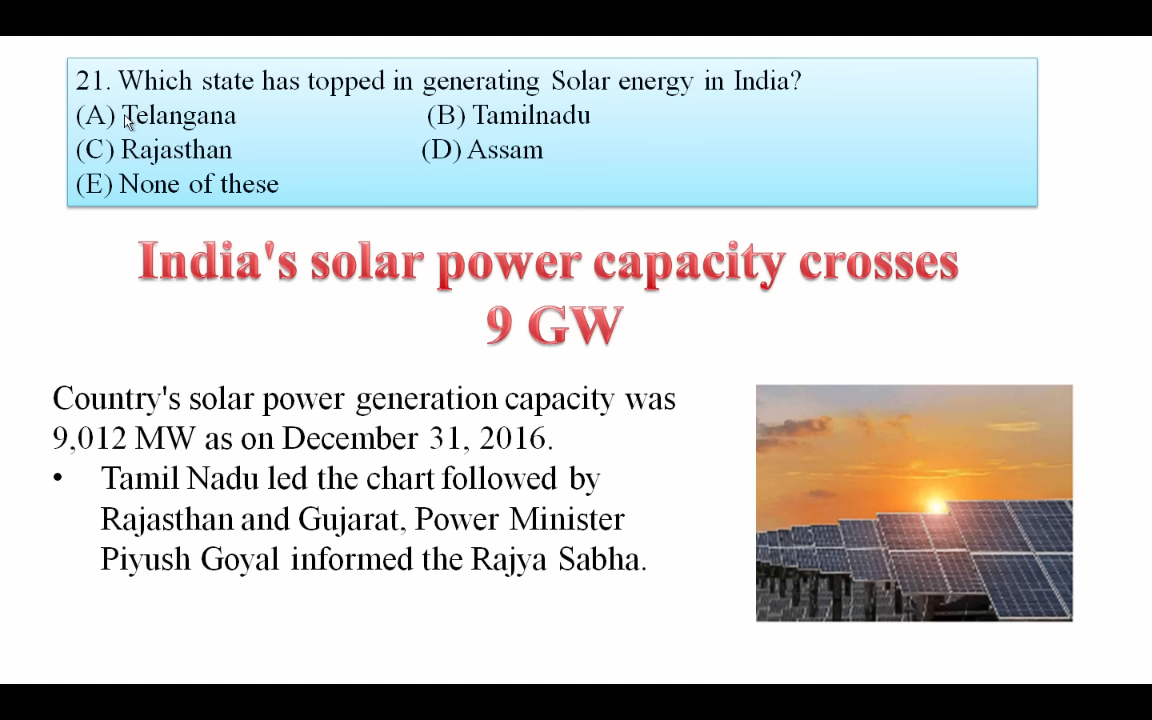 21. Which state has topped in generating Solar energy in India?
(A) Telangana (B) Tamilnadu
(C) Rajasthan (D) Assam
(E) None of these
India's solar power capacity crosses
9 GW
Country's solar power generation capacity was
9,012 MW as on December 31, 2016.
• Tamil Nadu led the chart followed by
Rajasthan and Gujarat, Power Minister
Piyush Goyal informed the Rajya Sabha.